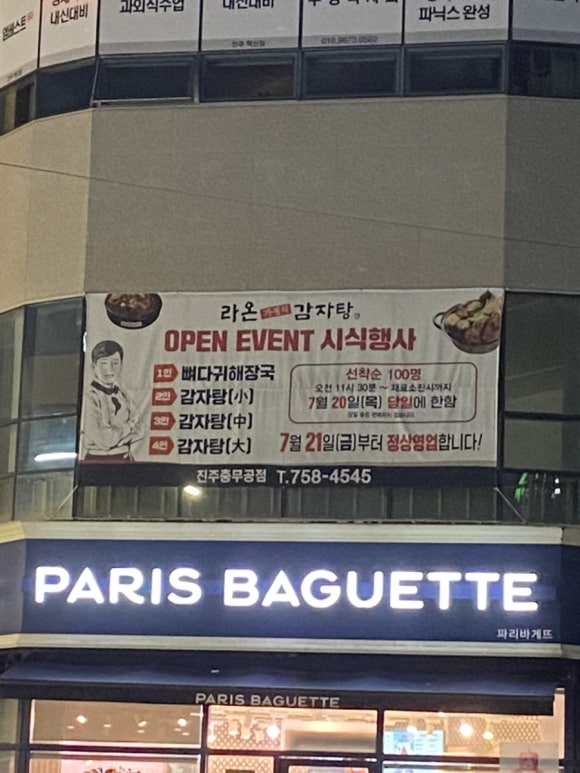 내신대비
과외식수업
내신대비
010.9873.0502
파닉스 완성
라온 가정의 감자탕
OPEN EVENT 시식행사
1인 뼈다귀해장국
2인 감자탕(小)
3인 감자탕(中)
4인 감자탕(大)
선착순 100명
오전 11시 30분 ~ 재료소진시까지
7월 20일(목) 당일에 한함
7월 21일(금)부터 정상영업합니다!
진주충무공점 T.758-4545
PARIS BAGUETTE
파리바게뜨
PARIS BAGUETTE